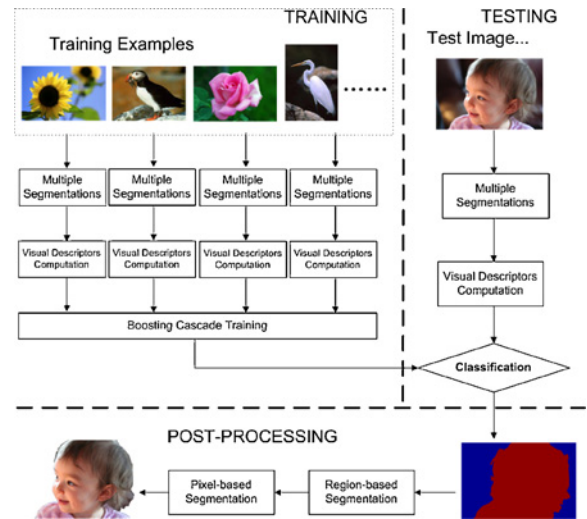 TRAINING
Training Examples
......
Multiple
Segmentations
Multiple
Segmentations
Multiple
Segmentations
Multiple
Segmentations
Visual Descriptors
Computation
Visual Descriptors
Computation
Visual Descriptors
Computation
Visual Descriptors
Computation
Boosting Cascade Training
TESTING
Test Image...
Multiple
Segmentations
Visual Descriptors
Computation
Classification
POST-PROCESSING
Pixel-based
Segmentation
Region-based
Segmentation